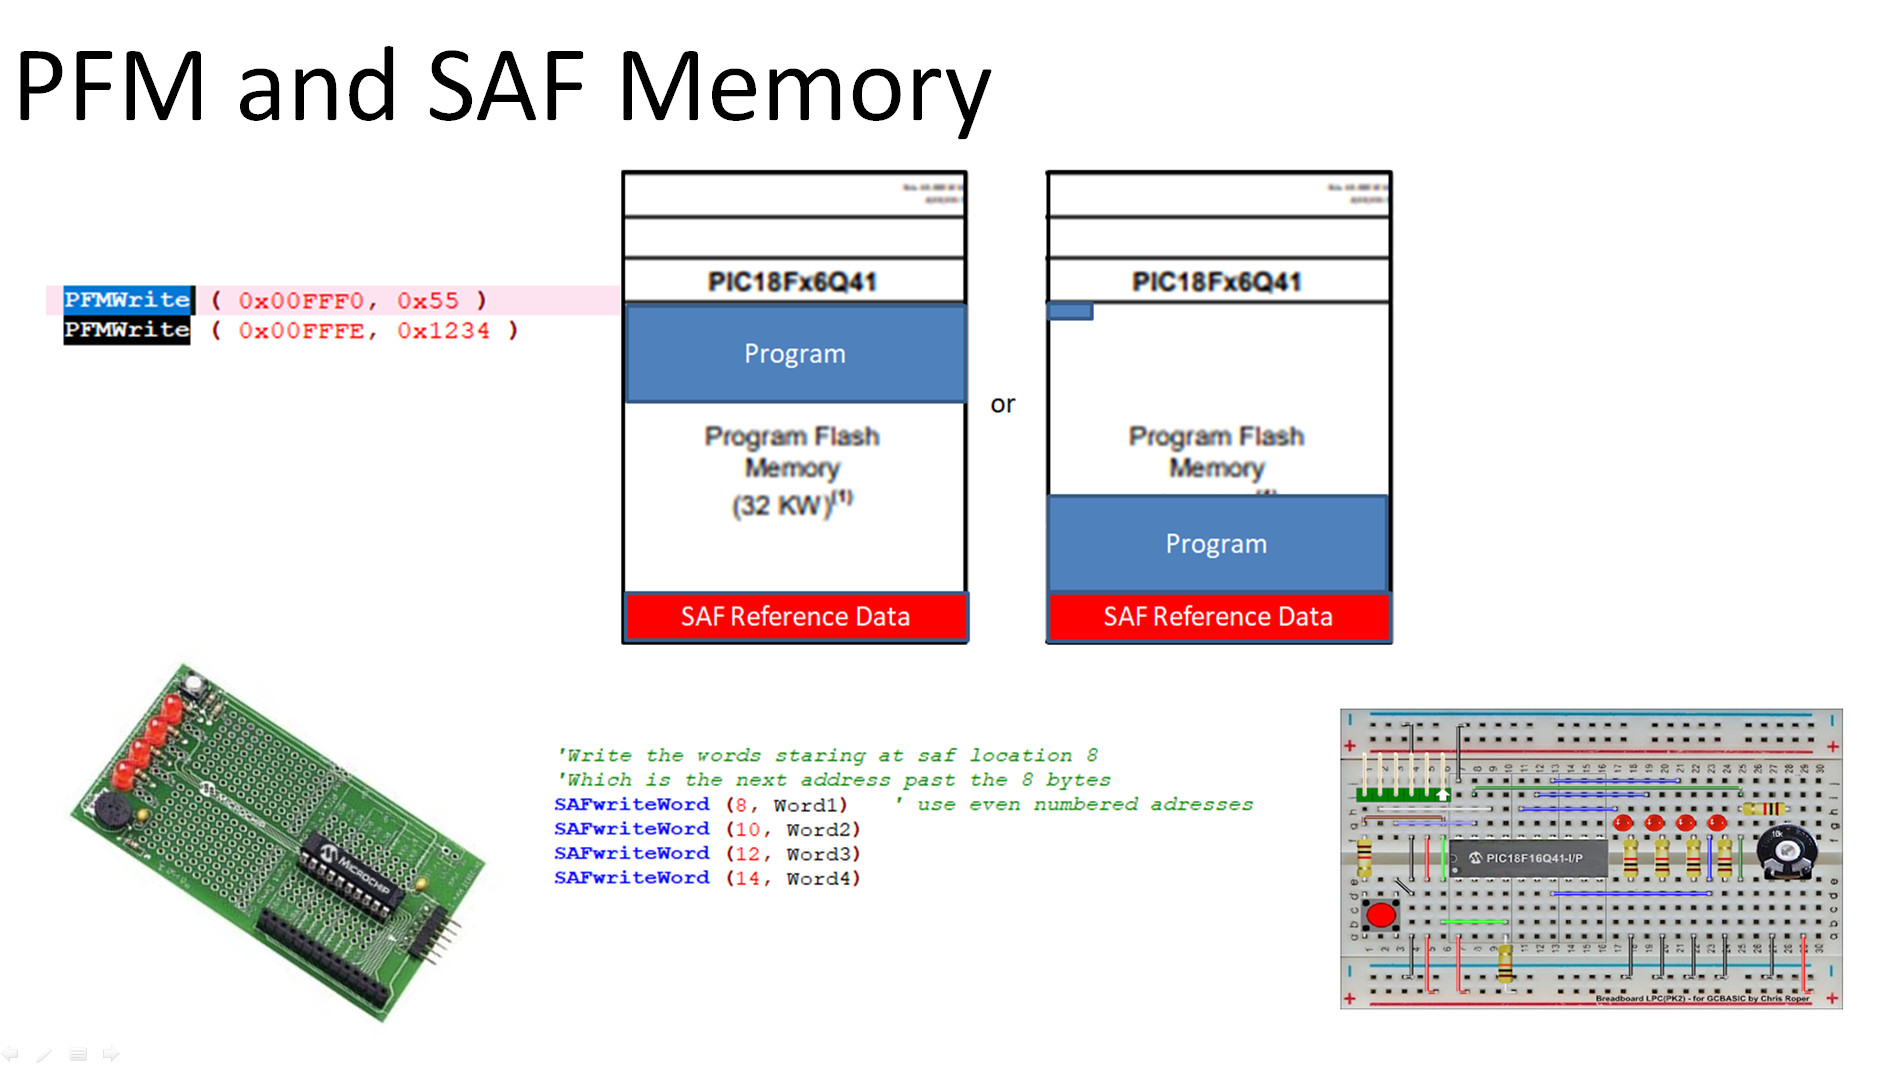 PFM and SAF Memory
PFMWrite ( 0x00FFF0, 0x55 )
PFMWrite ( 0x00FFFE, 0x1234 )
PIC18Fx6Q41
Program
Program Flash
Memory
(32 KW)(1)
SAF Reference Data
or
PIC18Fx6Q41
Program Flash
Memory
Program
SAF Reference Data
'Write the words staring at saf location 8
'Which is the next address past the 8 bytes
SAFwriteWord (8, Word1)    ' use even numbered adresses
SAFwriteWord (10, Word2)
SAFwriteWord (12, Word3)
SAFwriteWord (14, Word4)
MICROCHIP
MICROCHIP
PIC18F16Q41-I/P
10k
Breadboard LPC(PK2) - for GCBASIC by Chris Roper